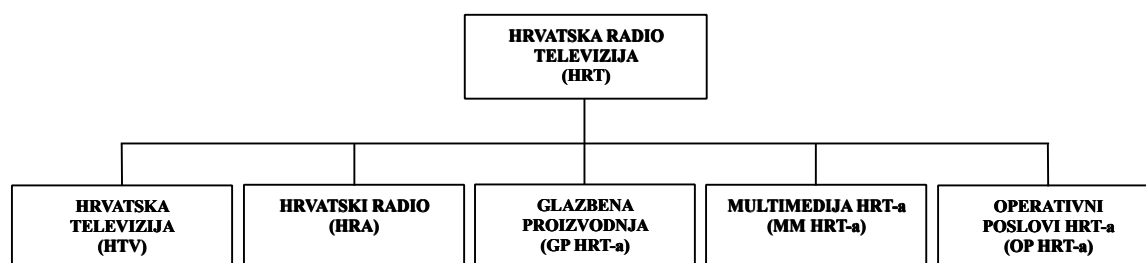 HRVATSKA RADIO
TELEVIZIJA
(HRT)
HRVATSKA
TELEVIZIJA
(HTV)
HRVATSKI RADIO
(HRA)
GLAZBENA
PROIZVODNJA
(GP HRT-a)
MULTIMEDIJA HRT-a
(MM HRT-a)
OPERATIVNI
POSLOVI HRT-a
(OP HRT-a)